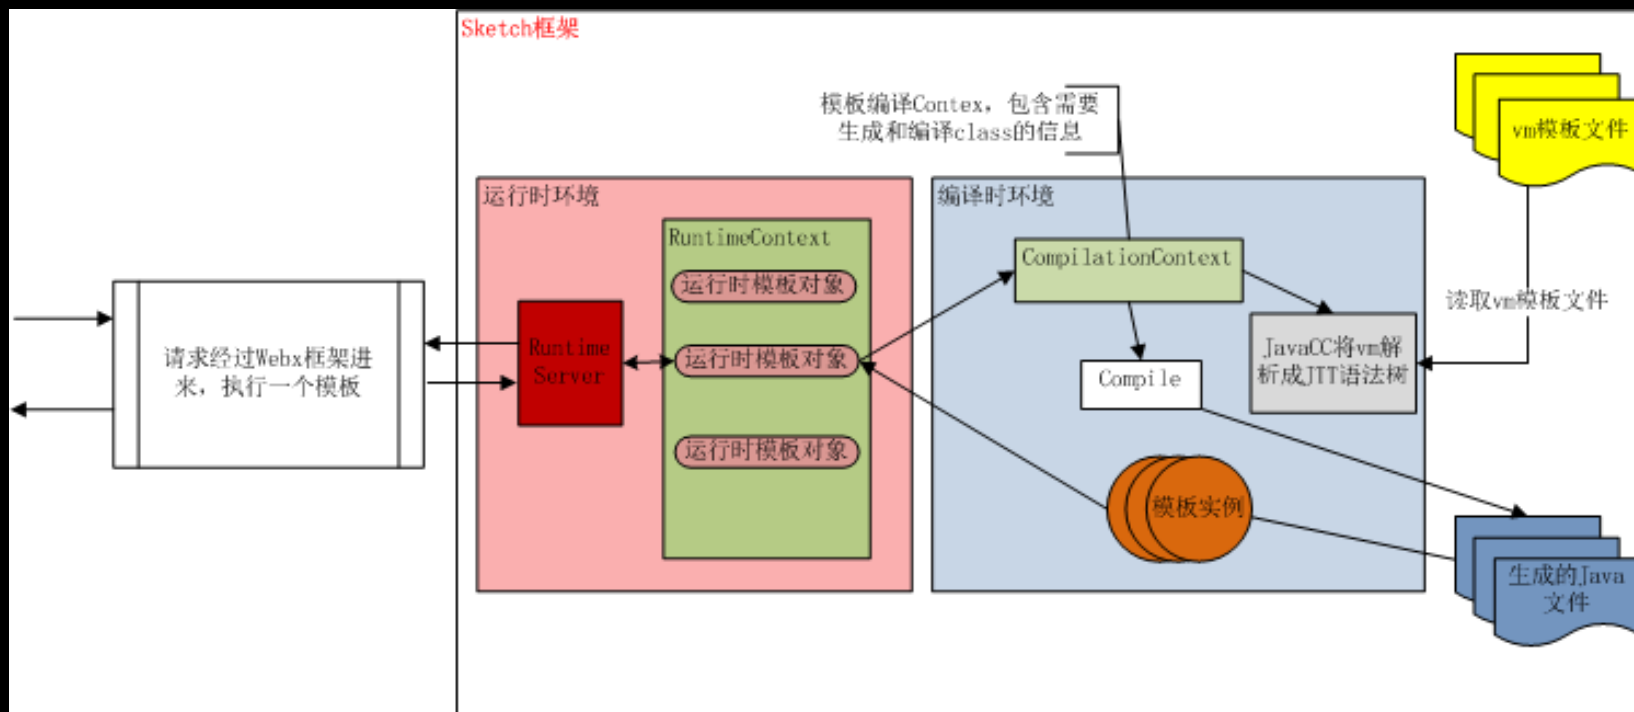 Sketch框架
模板编译Contex，包含需要
生成和编译class的信息
vm模板文件
运行时环境
编译时环境
RuntimeContext
CompilationContext
运行时模板对象
读取vm模板文件
请求经过Webx框架进
来，执行一个模板
Runtime
Server
运行时模板对象
JavaCC将vm解
析成JTT语法树
Compile
运行时模板对象
模板实例
生成的Java
文件